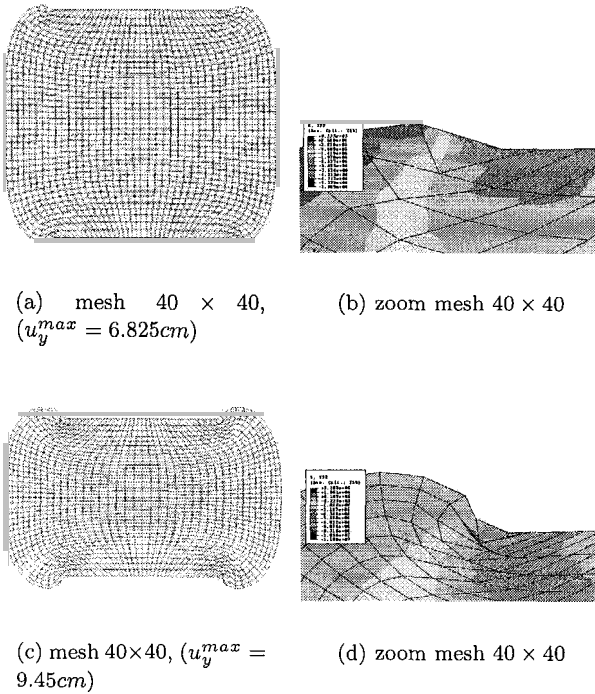 (a) mesh 40 × 40,
(u_y^{max} = 6.825cm)
(b) zoom mesh 40 × 40
(c) mesh 40×40, (u_y^{max} =
9.45cm)
(d) zoom mesh 40 × 40